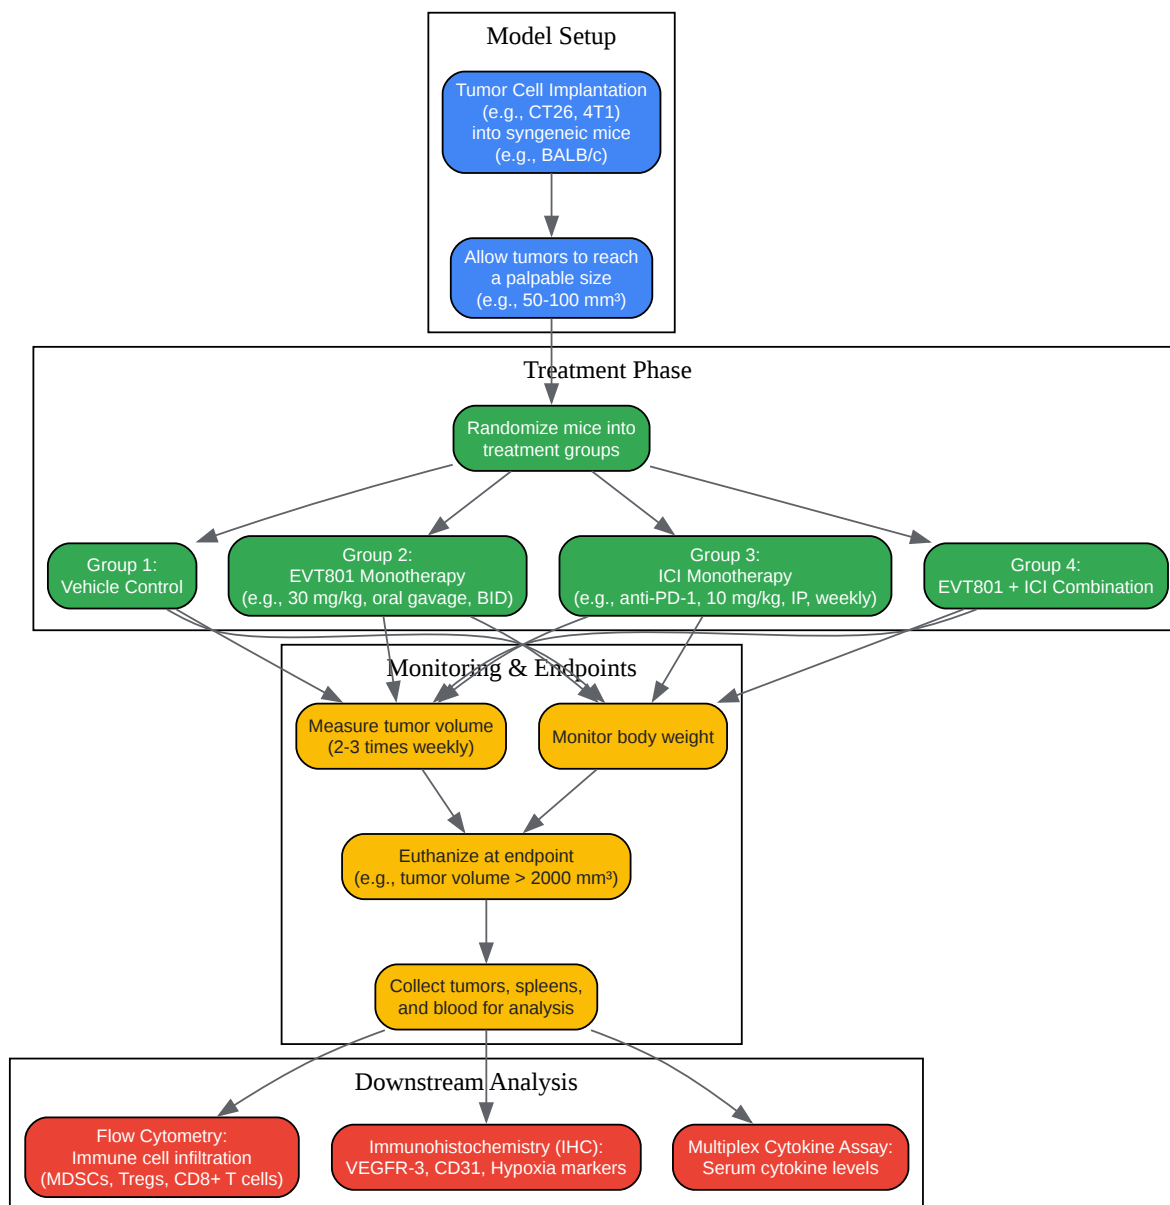 Model Setup
Tumor Cell Implantation
(e.g., CT26, 4T1)
into syngeneic mice
(e.g., BALB/c)
Allow tumors to reach
a palpable size
(e.g., 50-100 mm³)
Treatment Phase
Randomize mice into
treatment groups
Group 1:
Vehicle Control
Group 2:
EVT801 Monotherapy
(e.g., 30 mg/kg, oral gavage, BID)
Group 3:
ICI Monotherapy
(e.g., anti-PD-1, 10 mg/kg, IP, weekly)
Group 4:
EVT801 + ICI Combination
Monitoring & Endpoints
Measure tumor volume
(2-3 times weekly)
Monitor body weight
Euthanize at endpoint
(e.g., tumor volume > 2000 mm³)
Collect tumors, spleens,
and blood for analysis
Downstream Analysis
Flow Cytometry:
Immune cell infiltration
(MDSCs, Tregs, CD8+ T cells)
Immunohistochemistry (IHC):
VEGFR-3, CD31, Hypoxia markers
Multiplex Cytokine Assay:
Serum cytokine levels